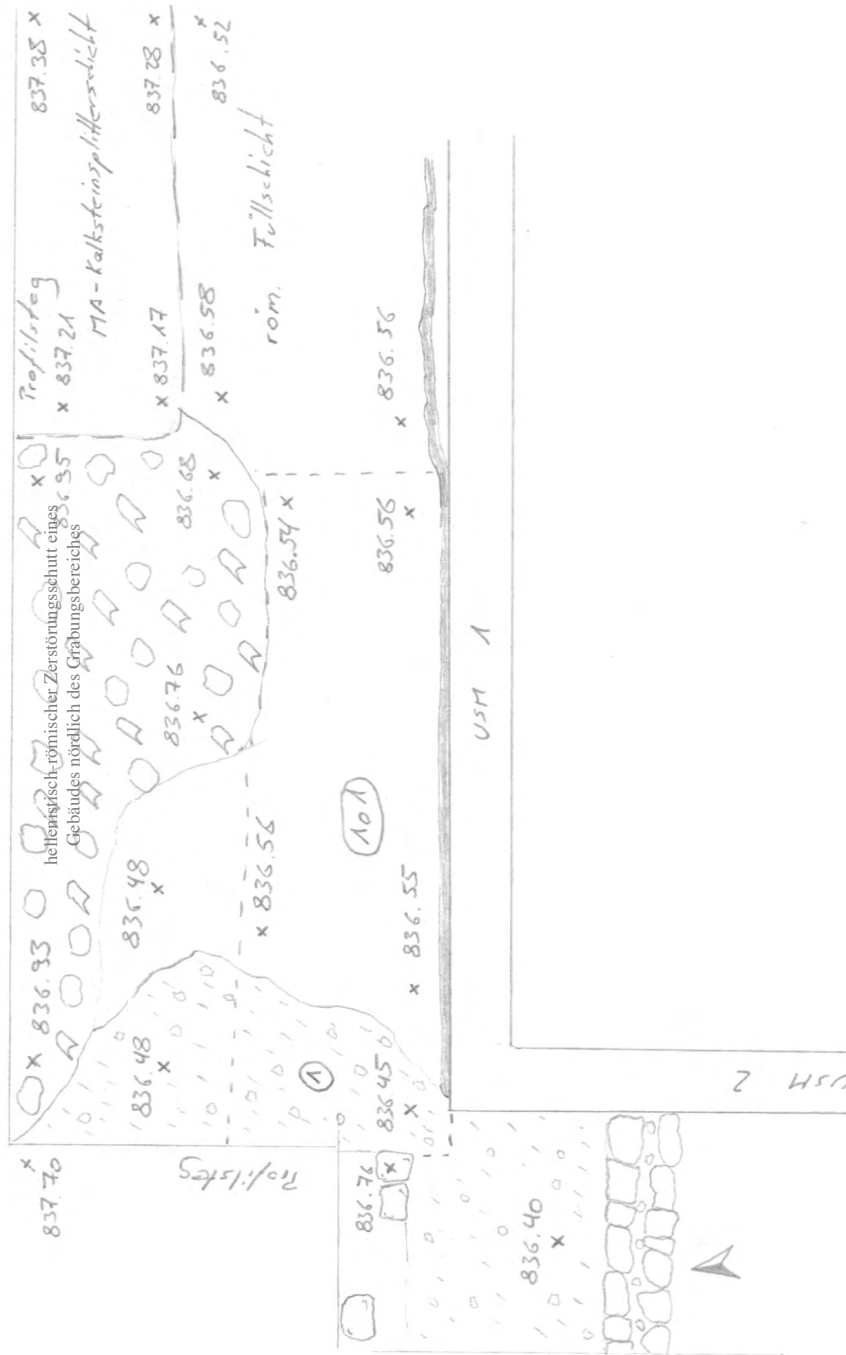 837.38 x
MA-Kalksteinsplitterschicht
837.28 x
x 836.52
Profilsteg
x 837.21
x 837.17
x 836.58
röm. Füllschicht
x 836.56
x 836.95
hellenistisch-römischer Zerstörungsschutt eines
Gebäudes nördlich des Grabungsbereiches
x 836.68
836.76 x
836.54 x
836.56 x
x 836.93
836.48 x
x 836.56
101
x 836.55
USM 1
836.48 x
1
836.45 x
USM 2
837.70 x
Profilsteg
836.76 x
836.40 x